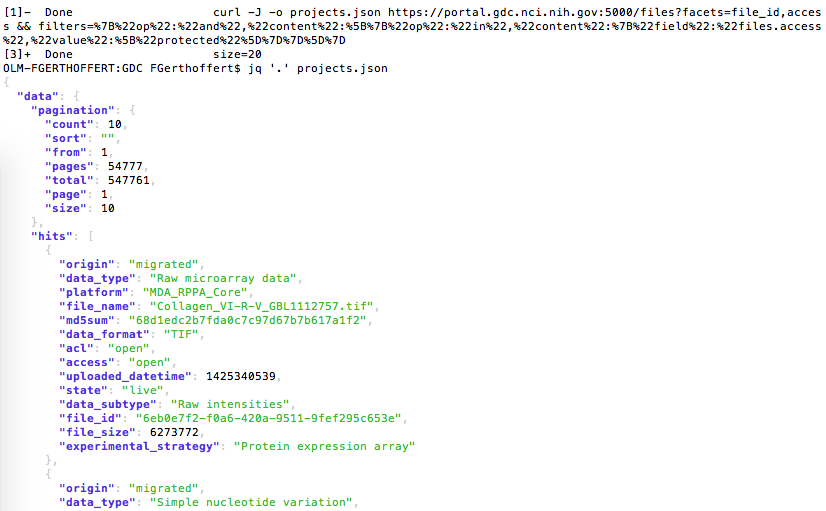 [1]-  Done                    curl -J -o projects.json https://portal.gdc.nci.nih.gov:5000/files?facets=file_id,acces
s && filters=%7B%22op%22:%22and%22,%22content%22:%5B%7B%22op%22:%22in%22,%22content%22:%7B%22field%22:%22files.access
%22,%22value%22:%5B%22protected%22%5D%7D%7D%5D%7D
[3]+  Done                    size=20
OLM-FGERTHOFFERT:GDC FGerthoffert$ jq '.' projects.json
{
  "data": {
    "pagination": {
      "count": 10,
      "sort": "",
      "from": 1,
      "pages": 54777,
      "total": 547761,
      "page": 1,
      "size": 10
    },
    "hits": [
      {
        "origin": "migrated",
        "data_type": "Raw microarray data",
        "platform": "MDA_RPPA_Core",
        "file_name": "Collagen_VI-R-V_GBL1112757.tif",
        "md5sum": "68d1edc2b7fda0c7c97d67b7b617a1f2",
        "data_format": "TIF",
        "acl": "open",
        "access": "open",
        "uploaded_datetime": 1425340539,
        "state": "live",
        "data_subtype": "Raw intensities",
        "file_id": "6eb0e7f2-f0a6-420a-9511-9fef295c653e",
        "file_size": 6273772,
        "experimental_strategy": "Protein expression array"
      },
      {
        "origin": "migrated",
        "data_type": "Simple nucleotide variation",